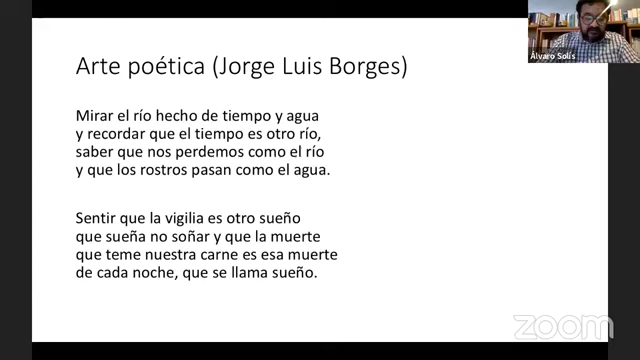 Arte poética (Jorge Luis Borges)
Mirar el río hecho de tiempo y agua
y recordar que el tiempo es otro río,
saber que nos perdemos como el río
y que los rostros pasan como el agua.
Sentir que la vigilia es otro sueño
que sueña no soñar y que la muerte
que teme nuestra carne es esa muerte
de cada noche, que se llama sueño.
Álvaro Solís
zoom